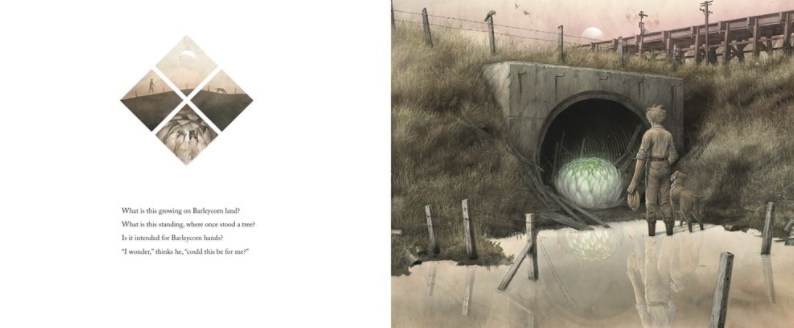 What is this growing on Barleycorn land?
What is this standing, where once stood a tree?
Is it intended for Barleycorn hands?
“I wonder,” thinks he, “could this be for me?”